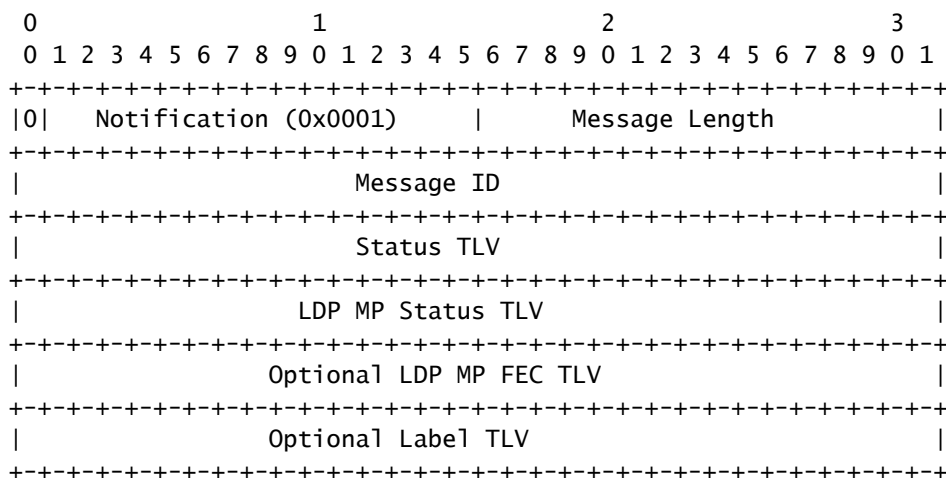 0                   1                   2                   3
 0 1 2 3 4 5 6 7 8 9 0 1 2 3 4 5 6 7 8 9 0 1 2 3 4 5 6 7 8 9 0 1
+-+-+-+-+-+-+-+-+-+-+-+-+-+-+-+-+-+-+-+-+-+-+-+-+-+-+-+-+-+-+-+-+
|0|   Notification (0x0001)     |      Message Length           |
+-+-+-+-+-+-+-+-+-+-+-+-+-+-+-+-+-+-+-+-+-+-+-+-+-+-+-+-+-+-+-+-+
|                       Message ID                              |
+-+-+-+-+-+-+-+-+-+-+-+-+-+-+-+-+-+-+-+-+-+-+-+-+-+-+-+-+-+-+-+-+
|                       Status TLV                              |
+-+-+-+-+-+-+-+-+-+-+-+-+-+-+-+-+-+-+-+-+-+-+-+-+-+-+-+-+-+-+-+-+
|                   LDP MP Status TLV                           |
+-+-+-+-+-+-+-+-+-+-+-+-+-+-+-+-+-+-+-+-+-+-+-+-+-+-+-+-+-+-+-+-+
|                 Optional LDP MP FEC TLV                       |
+-+-+-+-+-+-+-+-+-+-+-+-+-+-+-+-+-+-+-+-+-+-+-+-+-+-+-+-+-+-+-+-+
|                 Optional Label TLV                            |
+-+-+-+-+-+-+-+-+-+-+-+-+-+-+-+-+-+-+-+-+-+-+-+-+-+-+-+-+-+-+-+-+